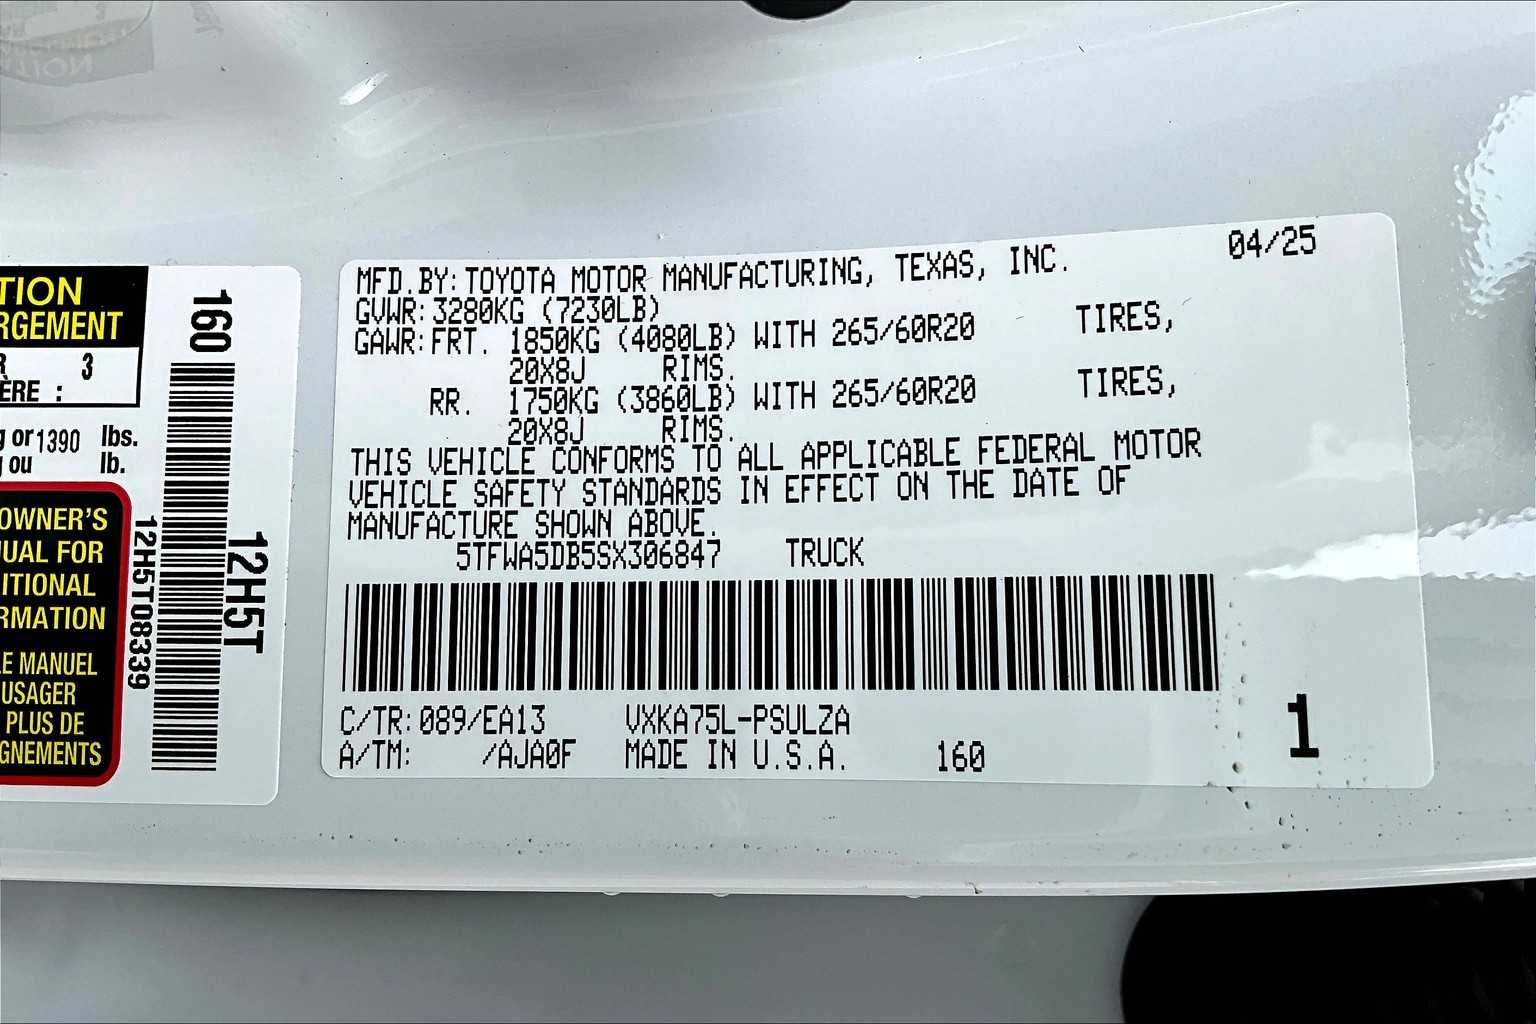 TION
RGEMENT
R 3
ERE :
g or 1390 lbs.
g ou lb.
OWNER'S
UAL FOR
ITIONAL
RMATION
LE MANUEL
USAGER
PLUS DE
GNEMENTS
160
12H5T
12H5T08339
MFD.BY:TOYOTA MOTOR MANUFACTURING, TEXAS, INC. 04/25
GVWR:3280KG (7230LB)
GAWR:FRT. 1850KG (4080LB) WITH 265/60R20 TIRES,
20X8J RIMS.
RR. 1750KG (3860LB) WITH 265/60R20 TIRES,
20X8J RIMS.
THIS VEHICLE CONFORMS TO ALL APPLICABLE FEDERAL MOTOR
VEHICLE SAFETY STANDARDS IN EFFECT ON THE DATE OF
MANUFACTURE SHOWN ABOVE.
5TFWA5DB5SX306847 TRUCK
C/TR:089/EA13 VXKA75L-PSULZA
A/TM: /AJA0F MADE IN U.S.A. 160
1